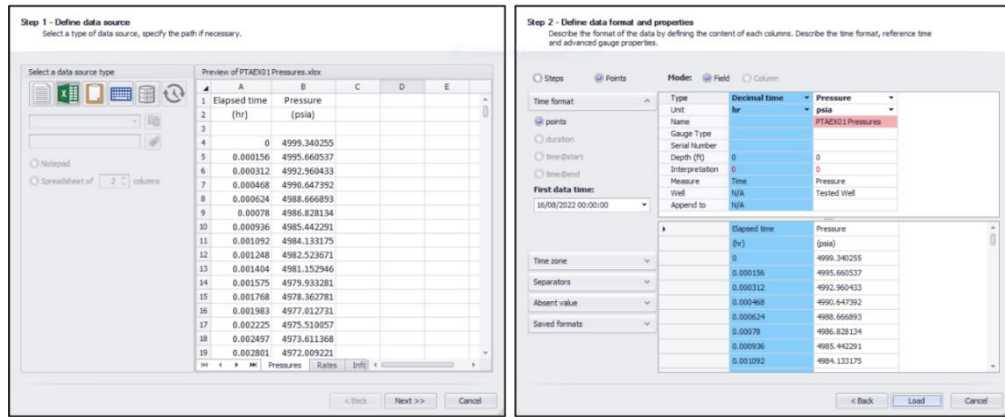 Step 1 - Define data source
Select a type of data source, specify the path if necessary.
Select a data source type
Notepad
Spreadsheet of 2 columns
Preview of PTAEX01 Pressures.xlsx
A B C D E
1 Elapsed time Pressure
2 (hr) (psia)
3
4 0 4999.340255
5 0.000156 4995.660537
6 0.000312 4992.960433
7 0.000468 4990.647392
8 0.000624 4988.666893
9 0.00078 4986.828134
10 0.000936 4985.442291
11 0.001092 4984.133175
12 0.001248 4982.523671
13 0.001404 4981.152946
14 0.001575 4979.933281
15 0.001768 4978.362781
16 0.001983 4977.012731
17 0.002225 4975.510057
18 0.002497 4973.611368
19 0.002801 4972.009221
Pressures Rates Info
< Back Next >> Cancel
Step 2 - Define data format and properties
Describe the format of the data by defining the content of each columns. Describe the time format, reference time
and advanced gauge properties.
Steps Points Mode: Field Column
Time format
points
duration
time@start
time@end
First data time:
16/08/2022 00:00:00
Time zone
Separators
Absent value
Saved formats
Type Decimal time Pressure
Unit hr psia
Name PTAEX01 Pressures
Gauge Type
Serial Number
Depth (ft) 0 0
Interpretation 0 0
Measure Time Pressure
Well N/A Tested Well
Append to N/A
Elapsed time Pressure
(hr) (psia)
0 4999.340255
0.000156 4995.660537
0.000312 4992.960433
0.000468 4990.647392
0.000624 4988.666893
0.00078 4986.828134
0.000936 4985.442291
0.001092 4984.133175
< Back Load Cancel